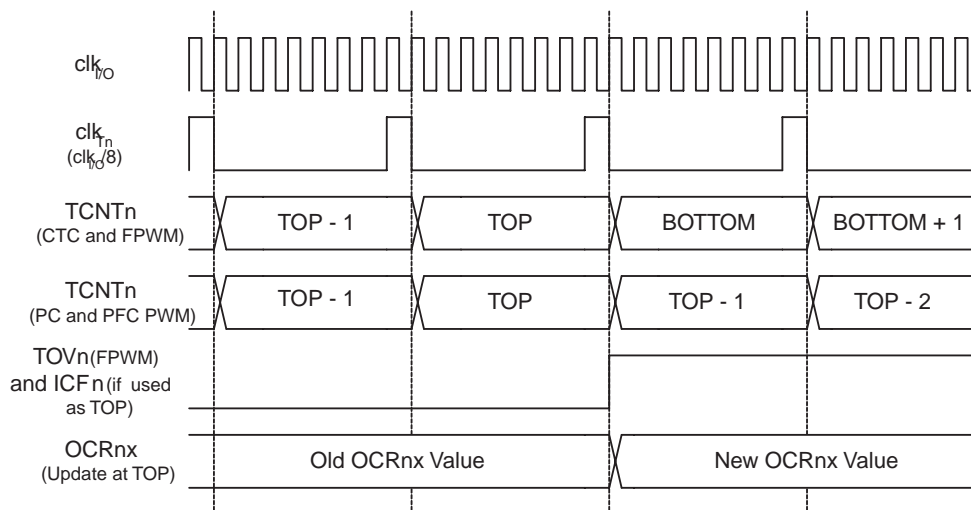 clkI/O
clkTn
(clkI/O/8)
TCNTn
(CTC and FPWM)
TOP - 1
TOP
BOTTOM
BOTTOM + 1
TCNTn
(PC and PFC PWM)
TOP - 1
TOP
TOP - 1
TOP - 2
TOVn (FPWM)
and ICFn (if used
as TOP)
OCRnx
(Update at TOP)
Old OCRnx Value
New OCRnx Value